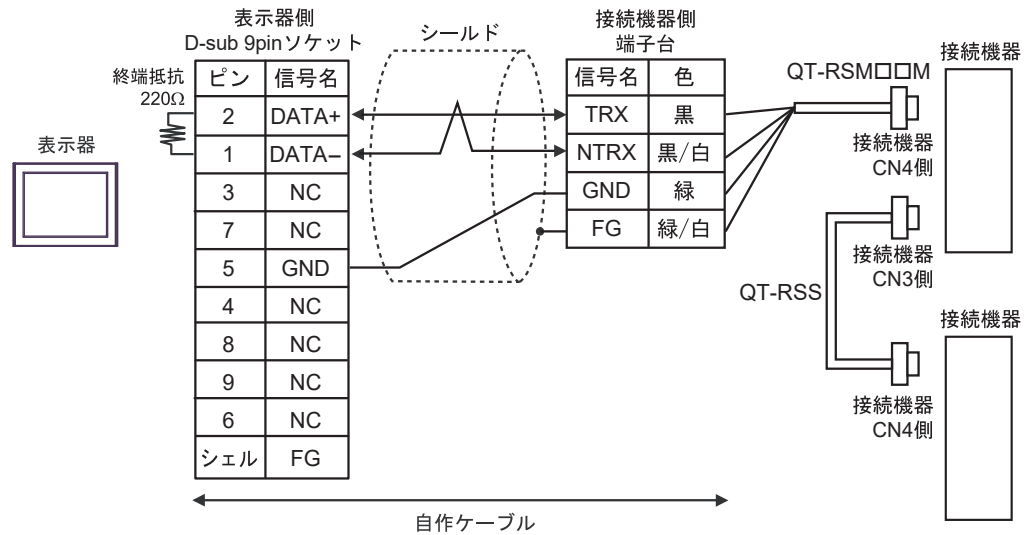 表示器側
D-sub 9pinソケット
シールド
接続機器側
端子台
接続機器
終端抵抗
220Ω
ピン 信号名
信号名 色
QT-RSM□□M
2 DATA+
TRX 黒
表示器
1 DATA−
NTRX 黒/白
接続機器
CN4側
3 NC
GND 緑
7 NC
FG 緑/白
5 GND
接続機器
CN3側
QT-RSS
4 NC
接続機器
8 NC
9 NC
6 NC
接続機器
CN4側
シェル FG
自作ケーブル